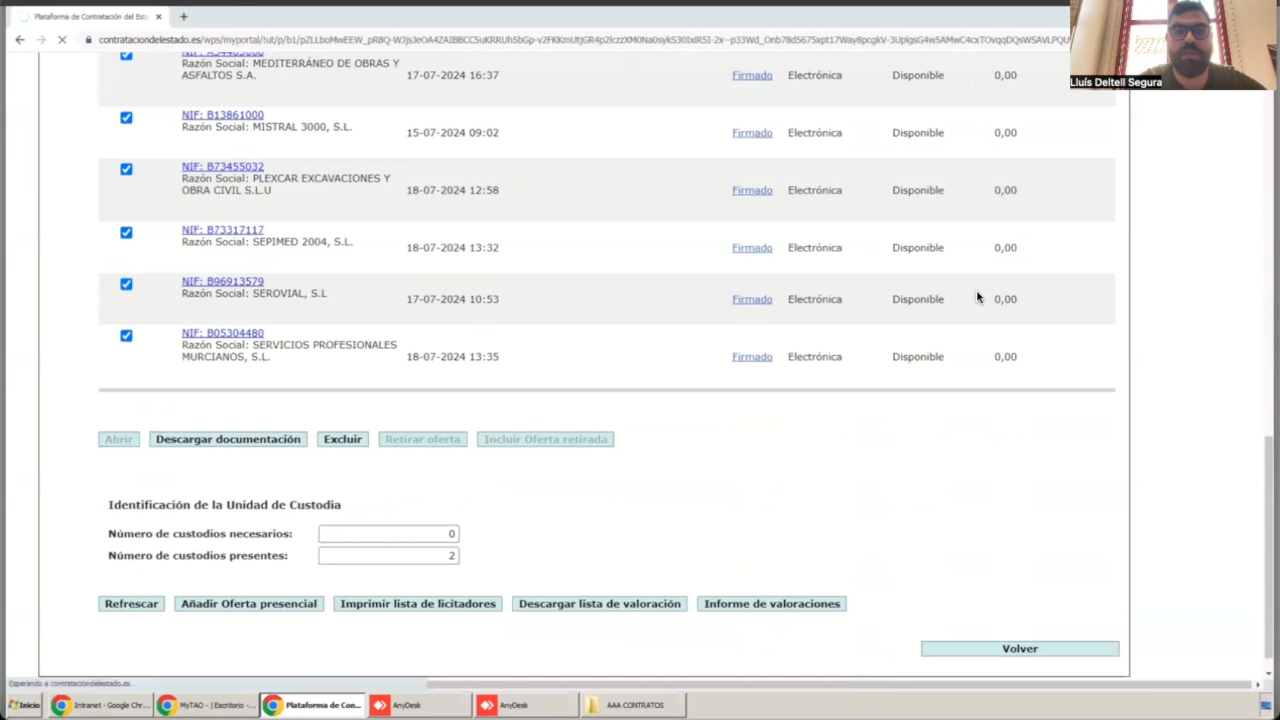 Plataforma de Contratación del Est
Lluís Deltell Segura
Razón Social: MEDITERRÁNEO DE OBRAS Y
ASFALTOS S.A.
17-07-2024 16:37
Firmado
Electrónica
Disponible
0,00
NIF: B13861000
Razón Social: MISTRAL 3000, S.L.
15-07-2024 09:02
Firmado
Electrónica
Disponible
0,00
NIF: B73455032
Razón Social: PLEXCAR EXCAVACIONES Y
OBRA CIVIL S.L.U
18-07-2024 12:58
Firmado
Electrónica
Disponible
0,00
NIF: B73317117
Razón Social: SEPIMED 2004, S.L.
18-07-2024 13:32
Firmado
Electrónica
Disponible
0,00
NIF: B96913579
Razón Social: SEROVIAL, S.L
17-07-2024 10:53
Firmado
Electrónica
Disponible
0,00
NIF: B05304480
Razón Social: SERVICIOS PROFESIONALES
MURCIANOS, S.L.
18-07-2024 13:35
Firmado
Electrónica
Disponible
0,00
Abrir
Descargar documentación
Excluir
Retirar oferta
Incluir Oferta retirada
Identificación de la Unidad de Custodia
Número de custodios necesarios: 0
Número de custodios presentes: 2
Refrescar
Añadir Oferta presencial
Imprimir lista de licitadores
Descargar lista de valoración
Informe de valoraciones
Volver
Esperando a contrataciondelestado.es
Inicio
Intranet - Google Chr...
MyTAO - | Escritorio -...
Plataforma de Con...
AnyDesk
AnyDesk
AAA CONTRATOS